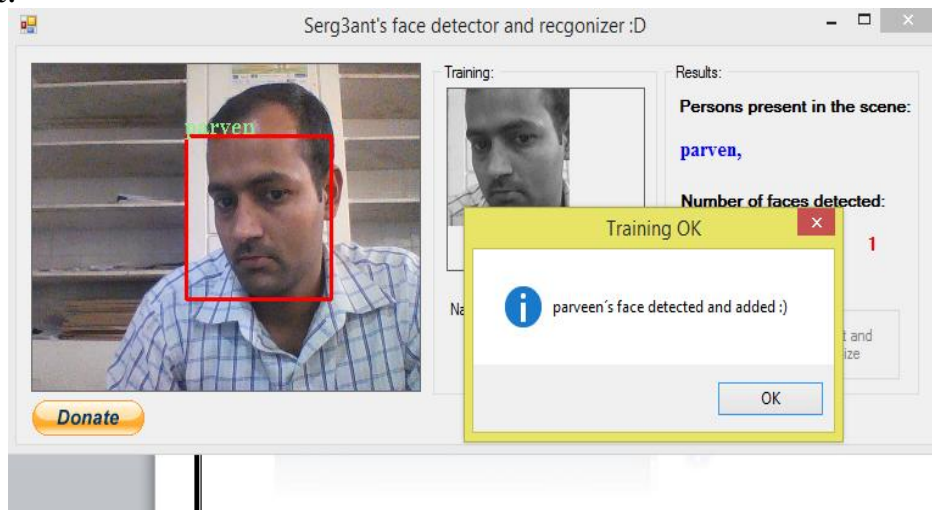 Serg3ant's face detector and recgonizer :D
parven
Training:
Results:
Persons present in the scene:
parven,
Number of faces detected:
1
Training OK
parveen´s face detected and added :)
OK
Donate